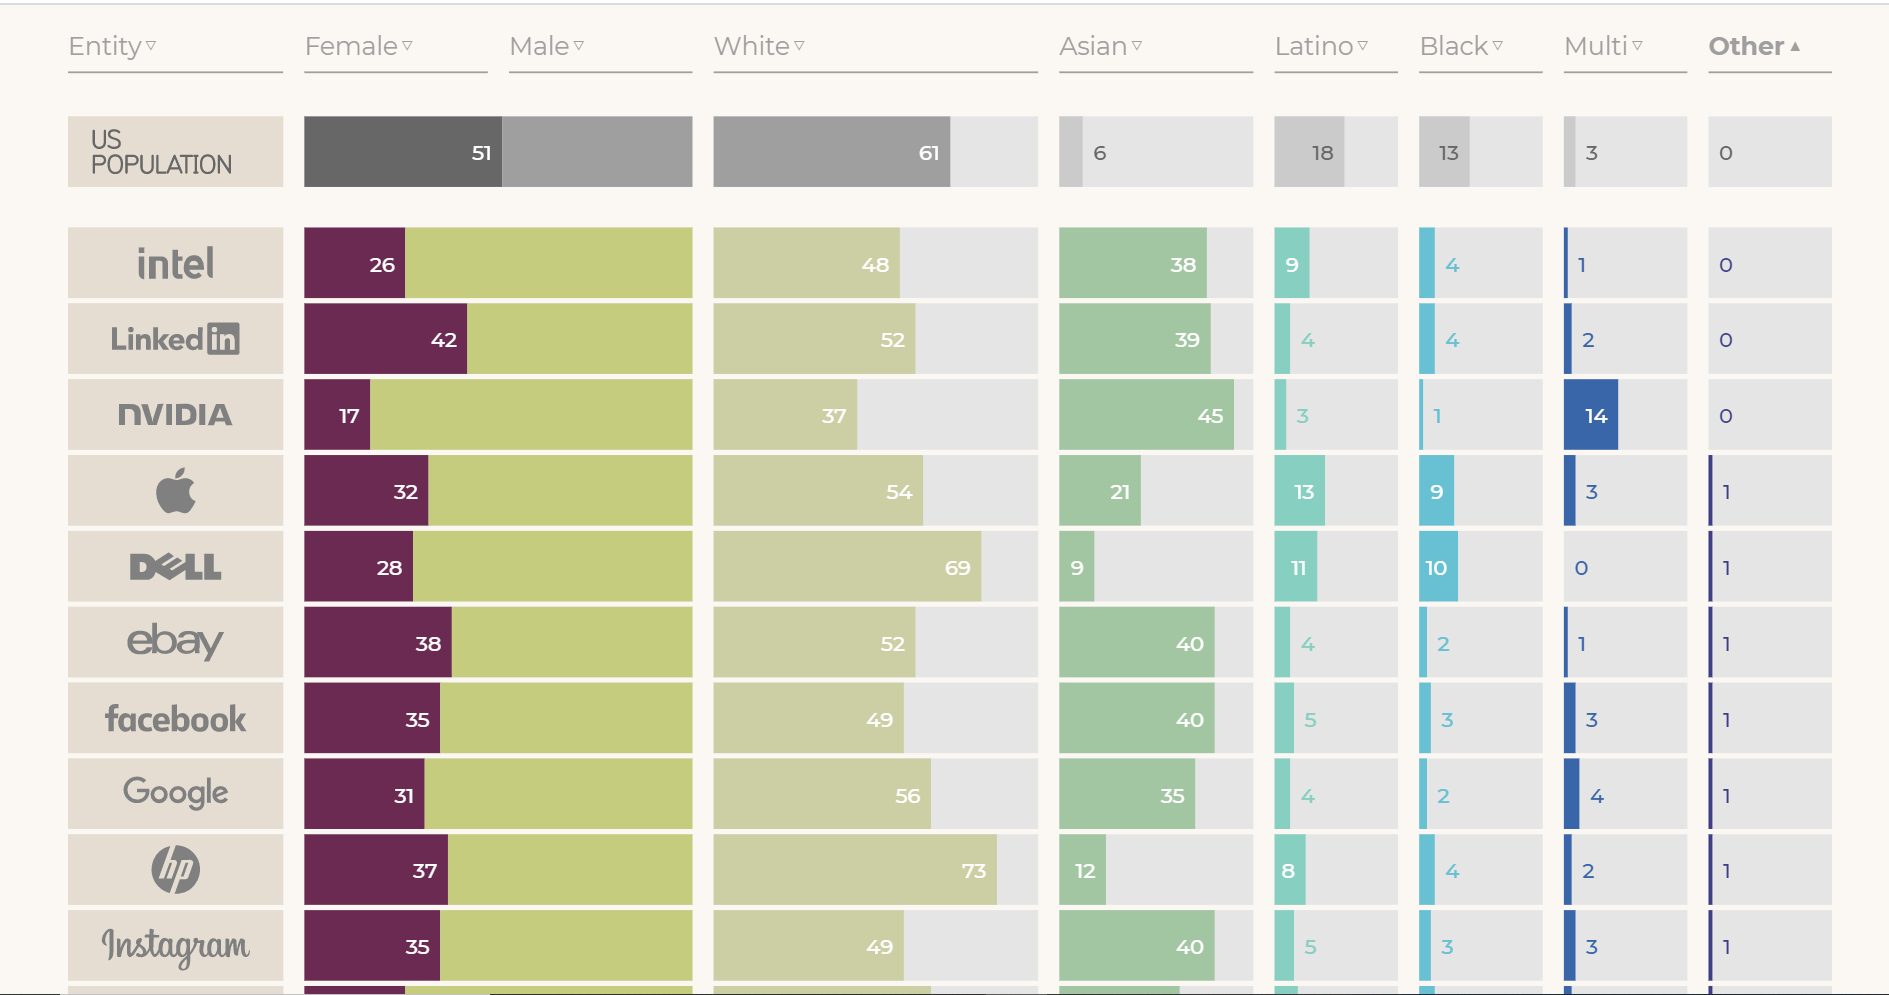 Entity▽ Female▽ Male▽ White▽ Asian▽ Latino▽ Black▽ Multi▽ Other▲
US
POPULATION 51 61 6 18 13 3 0
intel 26 48 38 9 4 1 0
Linked in 42 52 39 4 4 2 0
NVIDIA 17 37 45 3 1 14 0
32 54 21 13 9 3 1
DELL 28 69 9 11 10 0 1
ebay 38 52 40 4 2 1 1
facebook 35 49 40 5 3 3 1
Google 31 56 35 4 2 4 1
hp 37 73 12 8 4 2 1
Instagram 35 49 40 5 3 3 1